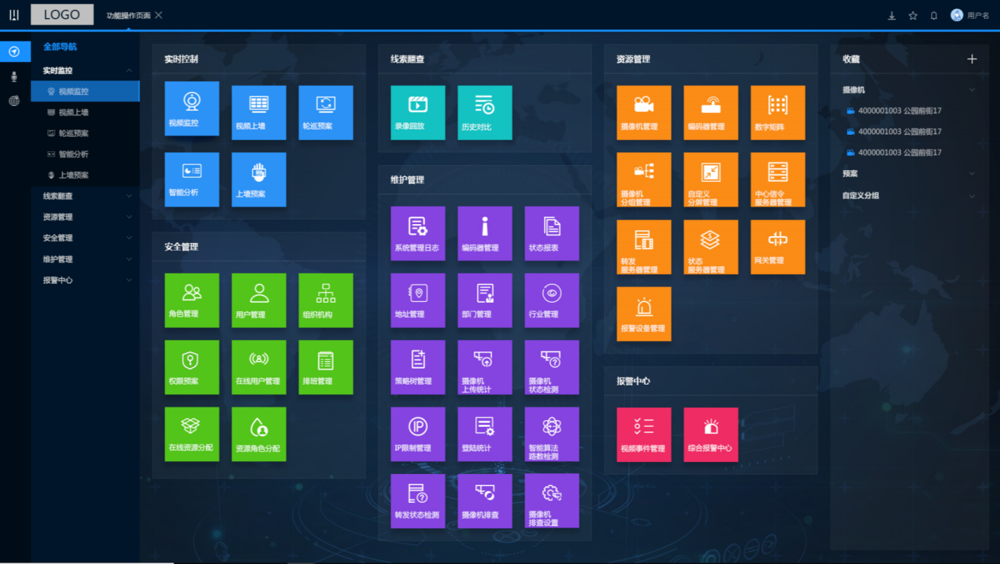 LOGO
功能操作页面
用户名
全部导航
实时监控
视频监控
视频上墙
轮巡预案
智能分析
上墙预案
线索翻查
资源管理
安全管理
维护管理
报警中心
实时控制
视频监控
视频上墙
轮巡预案
智能分析
上墙预案
安全管理
角色管理
用户管理
组织机构
权限预案
在线用户管理
排班管理
在线资源分配
资源角色分配
线索翻查
录像回放
历史对比
维护管理
系统管理日志
编码器管理
状态报表
地址管理
部门管理
行业管理
策略树管理
摄像机
上传统计
摄像机
状态检测
IP限制管理
登陆统计
智能算法
路数检测
转发状态检测
摄像机排查
摄像机
排查设置
资源管理
摄像机管理
编码器管理
数字矩阵
摄像机
分组管理
自定义
分屏管理
中心信令
服务器管理
转发
服务器管理
状态
服务器管理
网关管理
报警设备管理
报警中心
视频事件管理
综合报警中心
收藏
摄像机
4000001003 公园前街17
4000001003 公园前街17
4000001003 公园前街17
预案
自定义分组